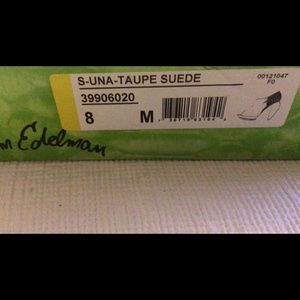 S-UNA-TAUPE SUEDE
00121047
F0
39906020
8 M
m Edelman